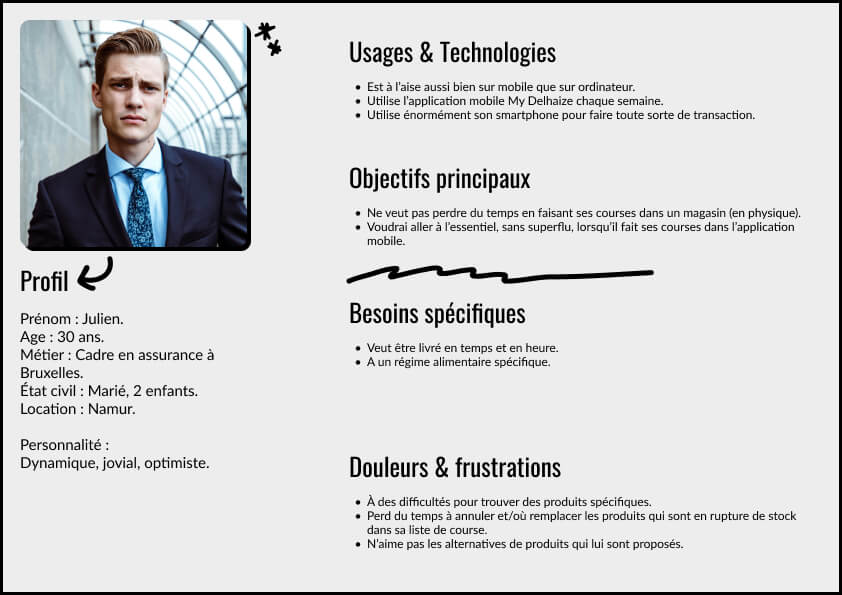 Profil
Prénom : Julien.
Age : 30 ans.
Métier : Cadre en assurance à
Bruxelles.
État civil : Marié, 2 enfants.
Location : Namur.
Personnalité :
Dynamique, jovial, optimiste.
Usages & Technologies
• Est à l’aise aussi bien sur mobile que sur ordinateur.
• Utilise l’application mobile My Delhaize chaque semaine.
• Utilise énormément son smartphone pour faire toute sorte de transaction.
Objectifs principaux
• Ne veut pas perdre du temps en faisant ses courses dans un magasin (en physique).
• Voudrai aller à l’essentiel, sans superflu, lorsqu’il fait ses courses dans l’application
mobile.
Besoins spécifiques
• Veut être livré en temps et en heure.
• A un régime alimentaire spécifique.
Douleurs & frustrations
• À des difficultés pour trouver des produits spécifiques.
• Perd du temps à annuler et/où remplacer les produits qui sont en rupture de stock
dans sa liste de course.
• N’aime pas les alternatives de produits qui lui sont proposés.